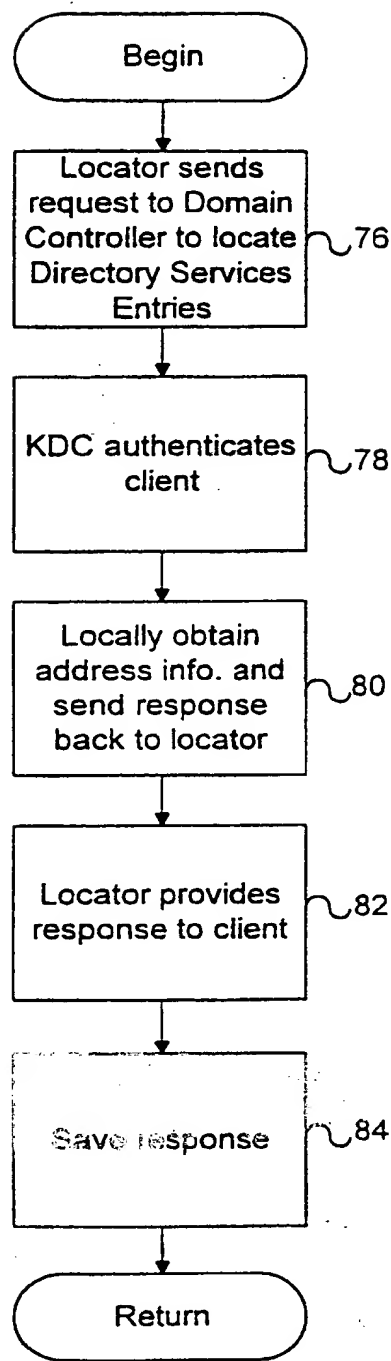 Begin
Locator sends
request to Domain
Controller to locate
Directory Services
Entries
76
KDC authenticates
client
78
Locally obtain
address info. and
send response
back to locator
80
Locator provides
response to client
82
Save response
84
Return